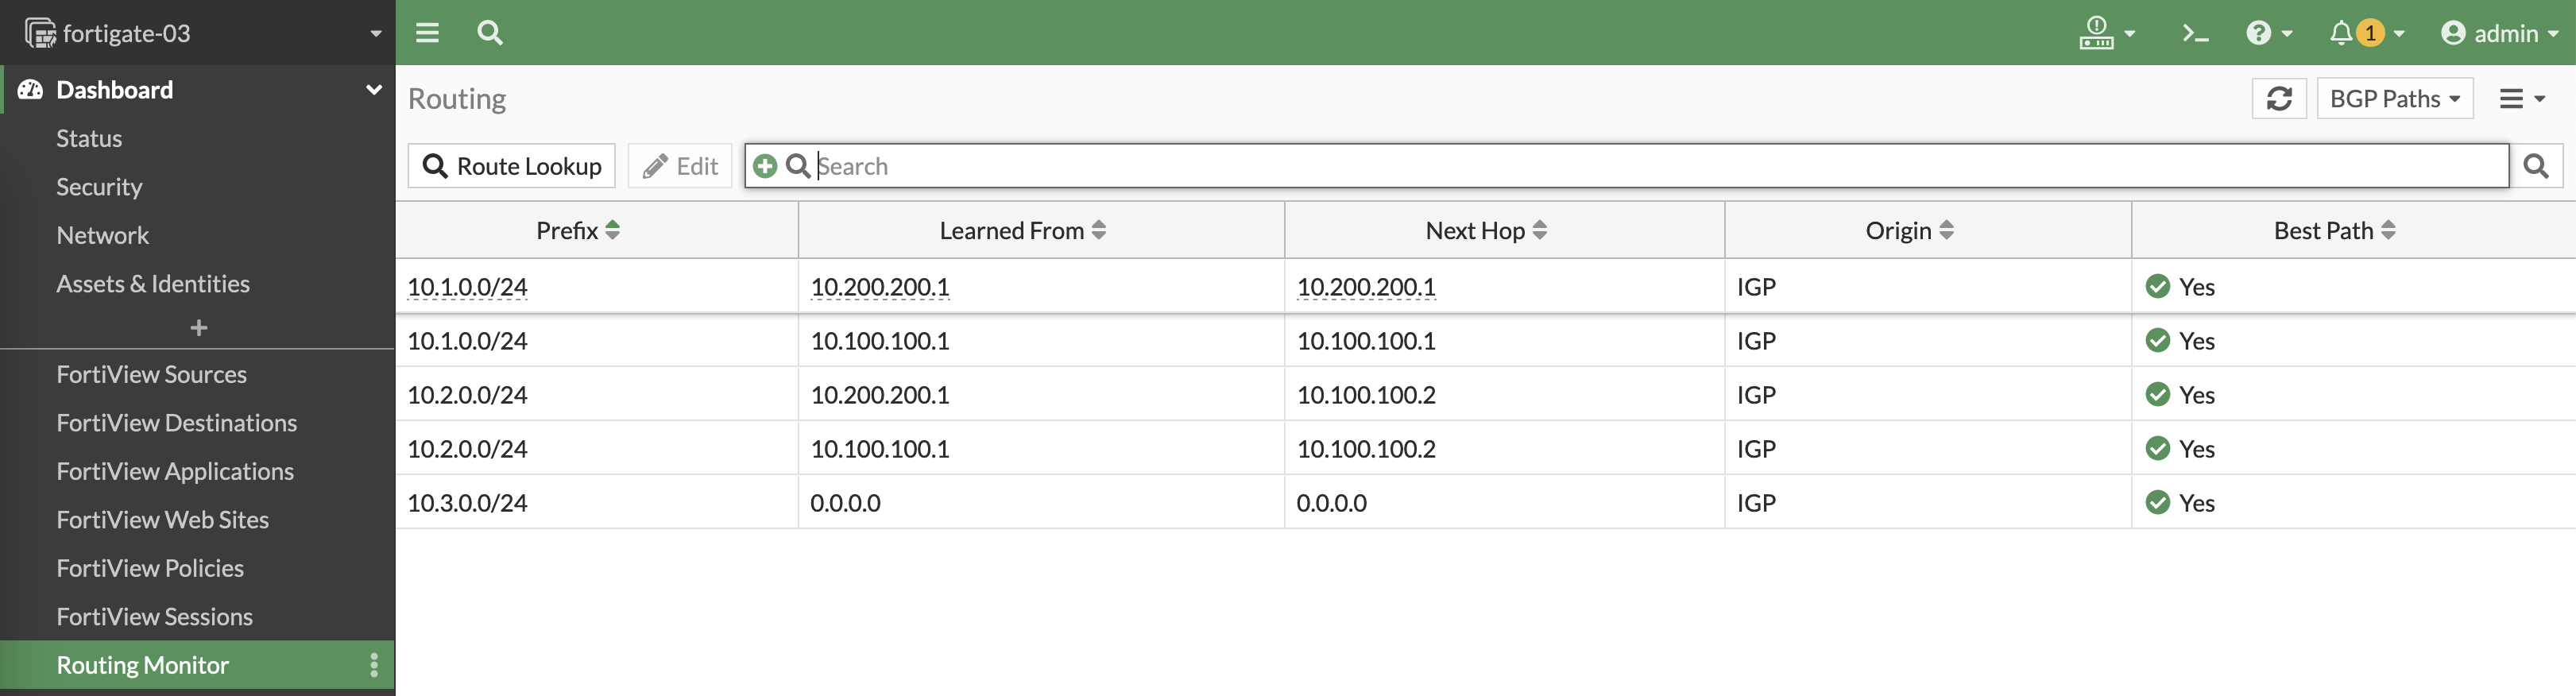 fortigate-03
1
admin
Dashboard
Status
Security
Network
Assets & Identities
FortiView Sources
FortiView Destinations
FortiView Applications
FortiView Web Sites
FortiView Policies
FortiView Sessions
Routing Monitor
Routing
BGP Paths
Route Lookup
Edit
Search
Prefix Learned From Next Hop Origin Best Path
10.1.0.0/24 10.200.200.1 10.200.200.1 IGP Yes
10.1.0.0/24 10.100.100.1 10.100.100.1 IGP Yes
10.2.0.0/24 10.200.200.1 10.100.100.2 IGP Yes
10.2.0.0/24 10.100.100.1 10.100.100.2 IGP Yes
10.3.0.0/24 0.0.0.0 0.0.0.0 IGP Yes